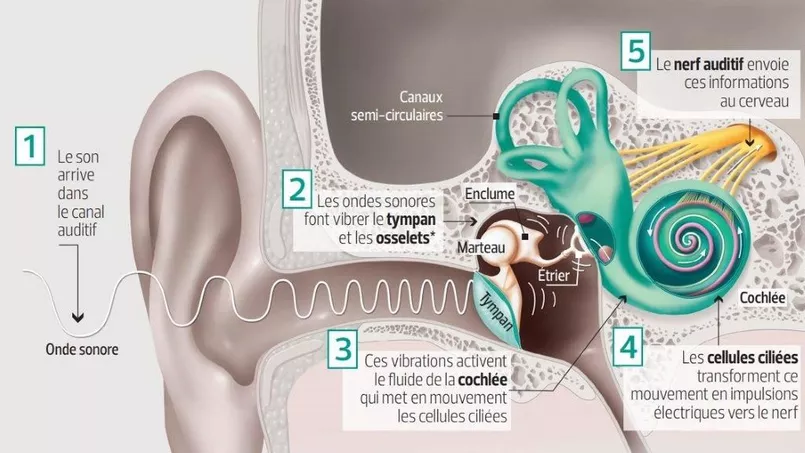 1
Le son
arrive
dans
le canal
auditif
Onde sonore
2
Les ondes sonores
font vibrer le tympan
et les osselets*
Canaux
semi-circulaires
Enclume
Marteau
Étrier
Tympan
3
Ces vibrations activent
le fluide de la cochlée
qui met en mouvement
les cellules ciliées
Cochlée
4
Les cellules ciliées
transforment ce
mouvement en impulsions
électriques vers le nerf
5
Le nerf auditif envoie
ces informations
au cerveau